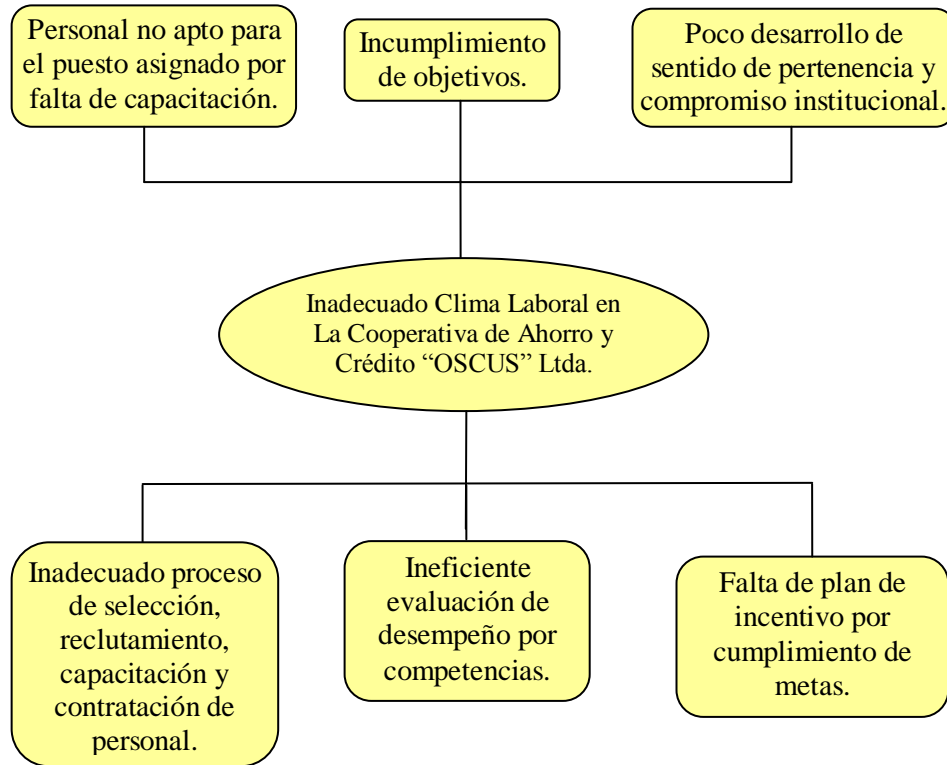 Personal no apto para
el puesto asignado por
falta de capacitación.
Incumplimiento
de objetivos.
Poco desarrollo de
sentido de pertenencia y
compromiso institucional.
Inadecuado Clima Laboral en
La Cooperativa de Ahorro y
Crédito “OSCUS” Ltda.
Inadecuado proceso
de selección,
reclutamiento,
capacitación y
contratación de
personal.
Ineficiente
evaluación de
desempeño por
competencias.
Falta de plan de
incentivo por
cumplimiento de
metas.